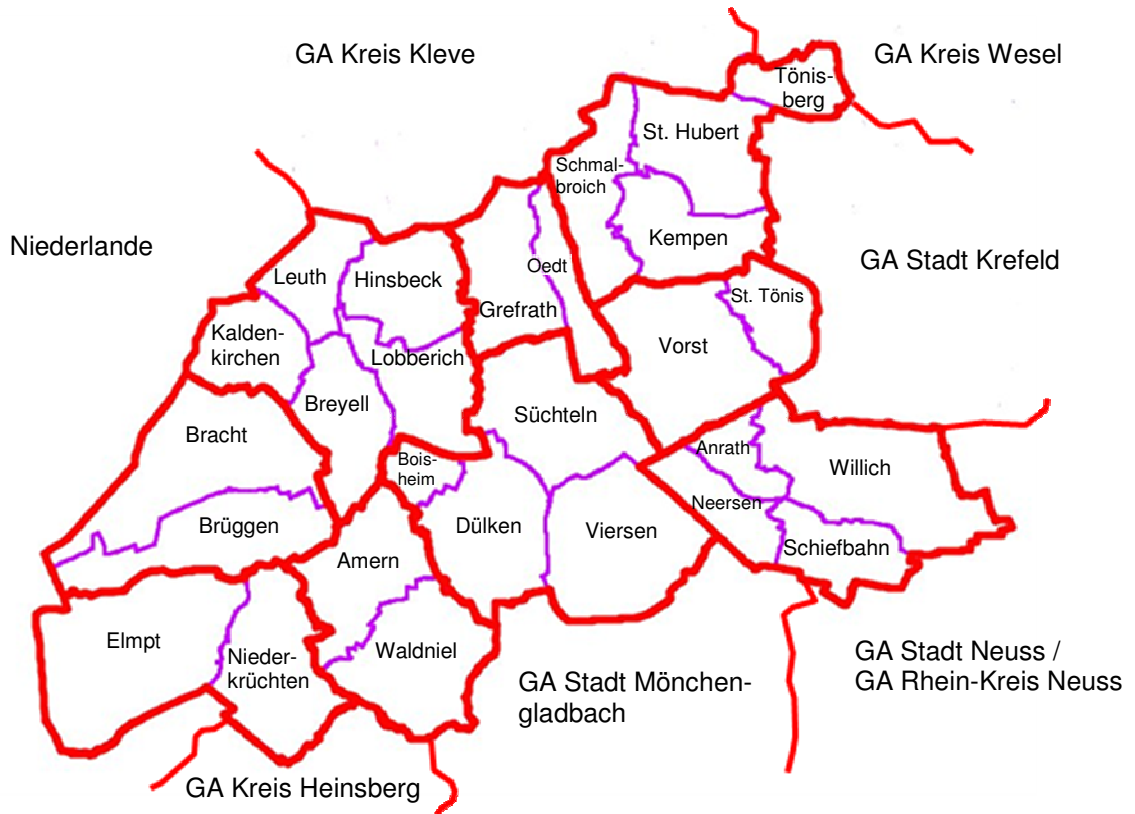 GA Kreis Kleve
GA Kreis Wesel
Tönis-
berg
St. Hubert
Schmal-
broich
Kempen
Niederlande
GA Stadt Krefeld
Leuth
Hinsbeck
Oedt
Grefrath
St. Tönis
Kalden-
kirchen
Lobberich
Vorst
Breyell
Süchteln
Bracht
Anrath
Willich
Bois-
heim
Neersen
Brüggen
Dülken
Viersen
Schiefbahn
Amern
Elmpt
Nieder-
krüchten
Waldniel
GA Stadt Mönchen-
gladbach
GA Stadt Neuss /
GA Rhein-Kreis Neuss
GA Kreis Heinsberg